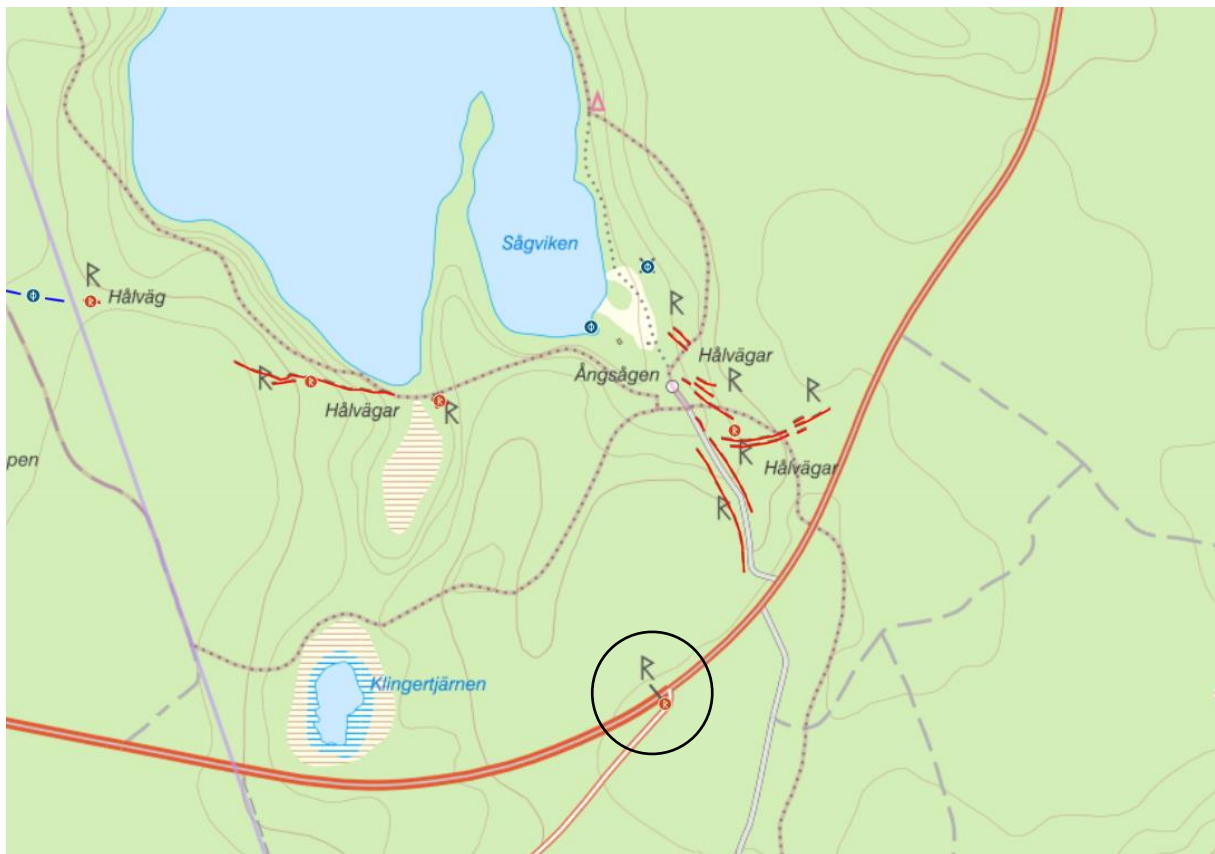 Sågviken
Hålväg
Hålvägar
Ångsågen
Hålvägar
pen
Hålvägar
Klingertjärnen